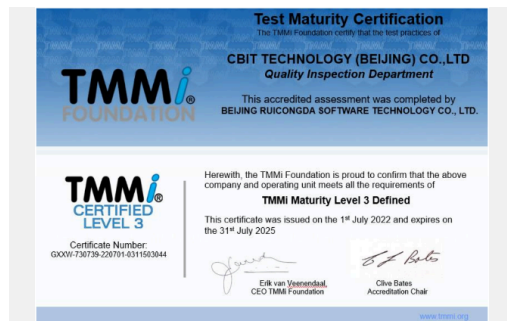 Test Maturity Certification
The TMMi Foundation certify that the test practices of
CBIT TECHNOLOGY (BEIJING) CO.,LTD
Quality Inspection Department
TMMi®
FOUNDATION
This accredited assessment was completed by
BEIJING RUICONGDA SOFTWARE TECHNOLOGY CO., LTD.
TMMi®
CERTIFIED
LEVEL 3
Certificate Number:
GXXW-730739-220701-0311503044
Herewith, the TMMi Foundation is proud to confirm that the above
company and operating unit meets all the requirements of
TMMi Maturity Level 3 Defined
This certificate was issued on the 1st July 2022 and expires on
the 31st July 2025
Erik van Veenendaal,
CEO TMMi Foundation
C J Bates
Clive Bates
Accreditation Chair
www.tmmi.org